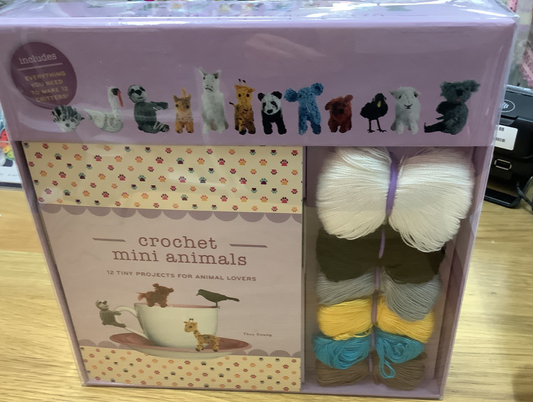 includes
EVERYTHING
YOU NEED
TO MAKE 12
CRITTERS!
crochet
mini animals
12 TINY PROJECTS FOR ANIMAL LOVERS